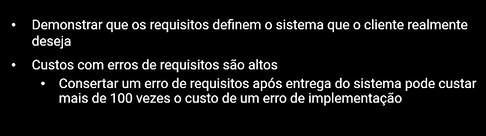 • Demonstrar que os requisitos definem o sistema que o cliente realmente
deseja
• Custos com erros de requisitos são altos
• Consertar um erro de requisitos após entrega do sistema pode custar
mais de 100 vezes o custo de um erro de implementação